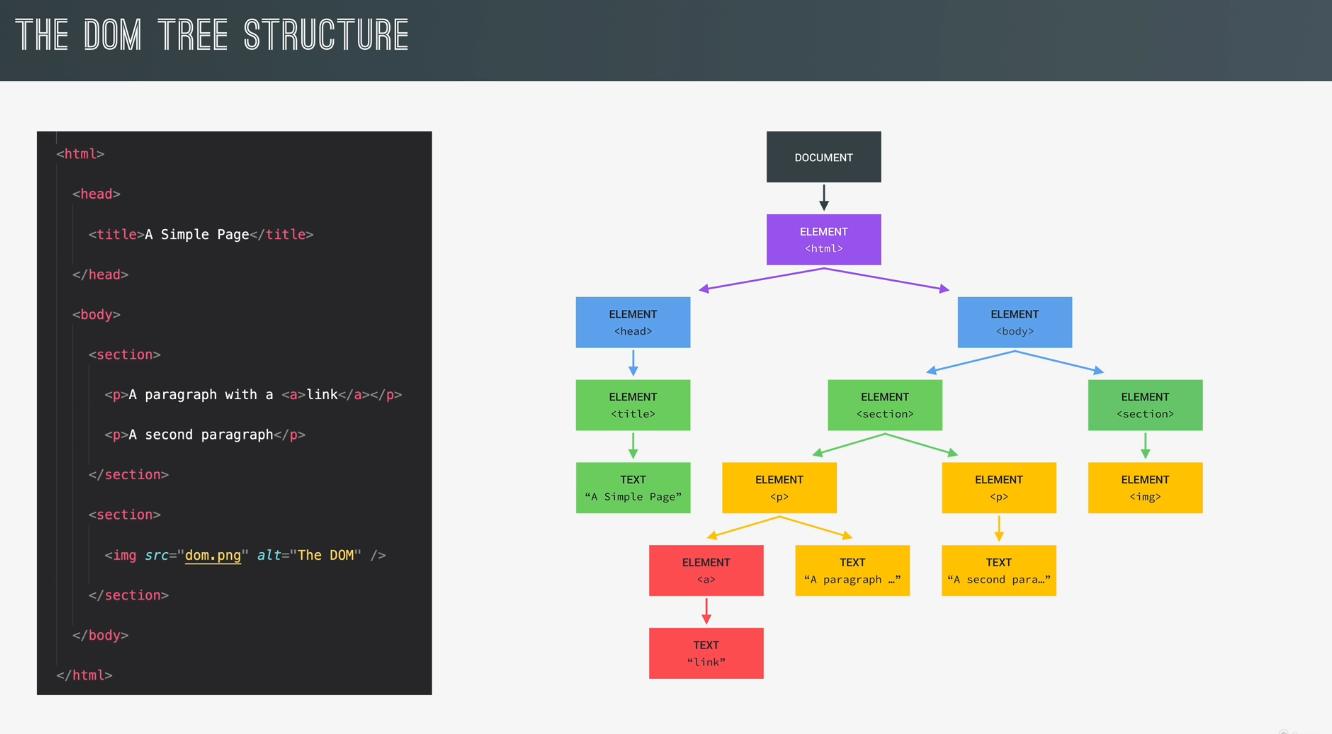 THE DOM TREE STRUCTURE
<html>
<head>
<title>A Simple Page</title>
</head>
<body>
<section>
<p>A paragraph with a <a>link</a></p>
<p>A second paragraph</p>
</section>
<section>
<img src="dom.png" alt="The DOM" />
</section>
</body>
</html>
DOCUMENT
ELEMENT
<html>
ELEMENT
<head>
ELEMENT
<body>
ELEMENT
<title>
ELEMENT
<section>
ELEMENT
<section>
TEXT
“A Simple Page”
ELEMENT
<p>
ELEMENT
<p>
ELEMENT
<img>
ELEMENT
<a>
TEXT
“A paragraph …”
TEXT
“A second para…”
TEXT
“link”